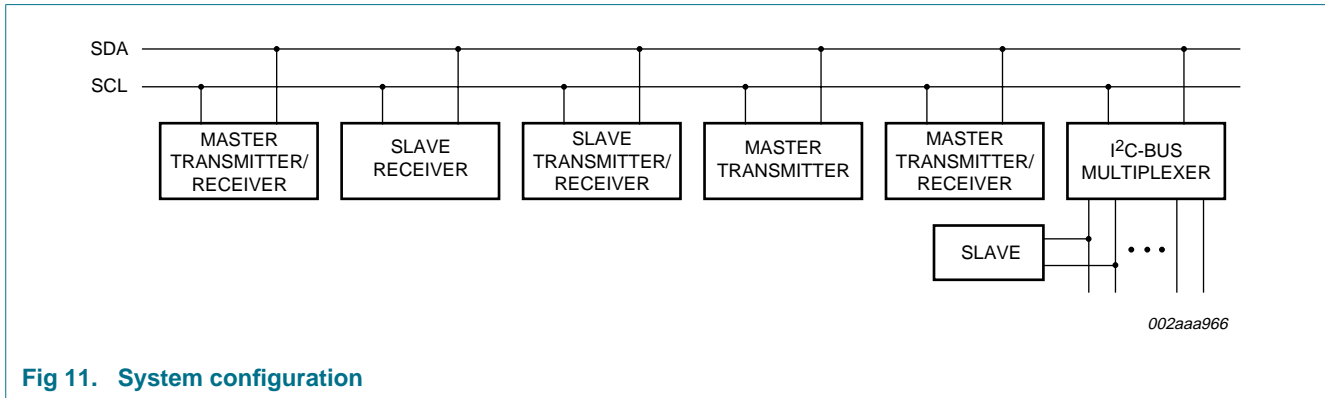 SDA
SCL
MASTER
TRANSMITTER/
RECEIVER
SLAVE
RECEIVER
SLAVE
TRANSMITTER/
RECEIVER
MASTER
TRANSMITTER
MASTER
TRANSMITTER/
RECEIVER
I²C-BUS
MULTIPLEXER
SLAVE
002aaa966
Fig 11. System configuration